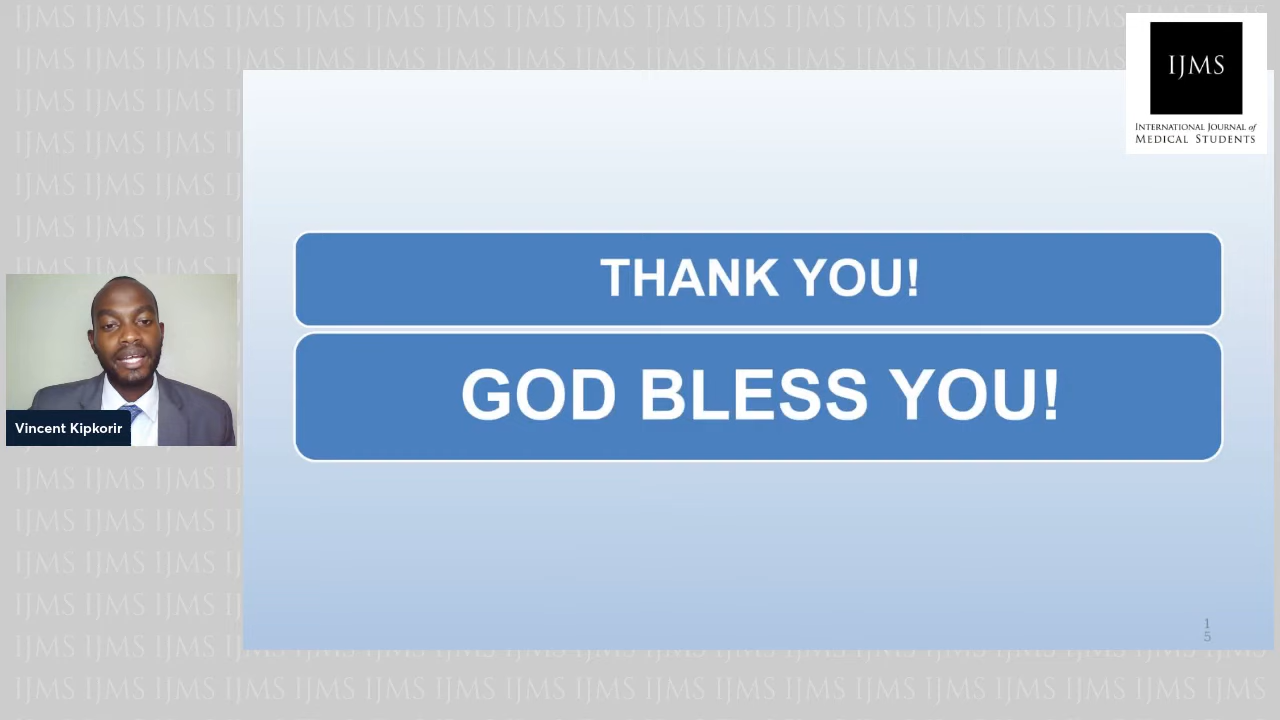 IJMS
INTERNATIONAL JOURNAL of
MEDICAL STUDENTS
THANK YOU!
GOD BLESS YOU!
Vincent Kipkorir
1
5